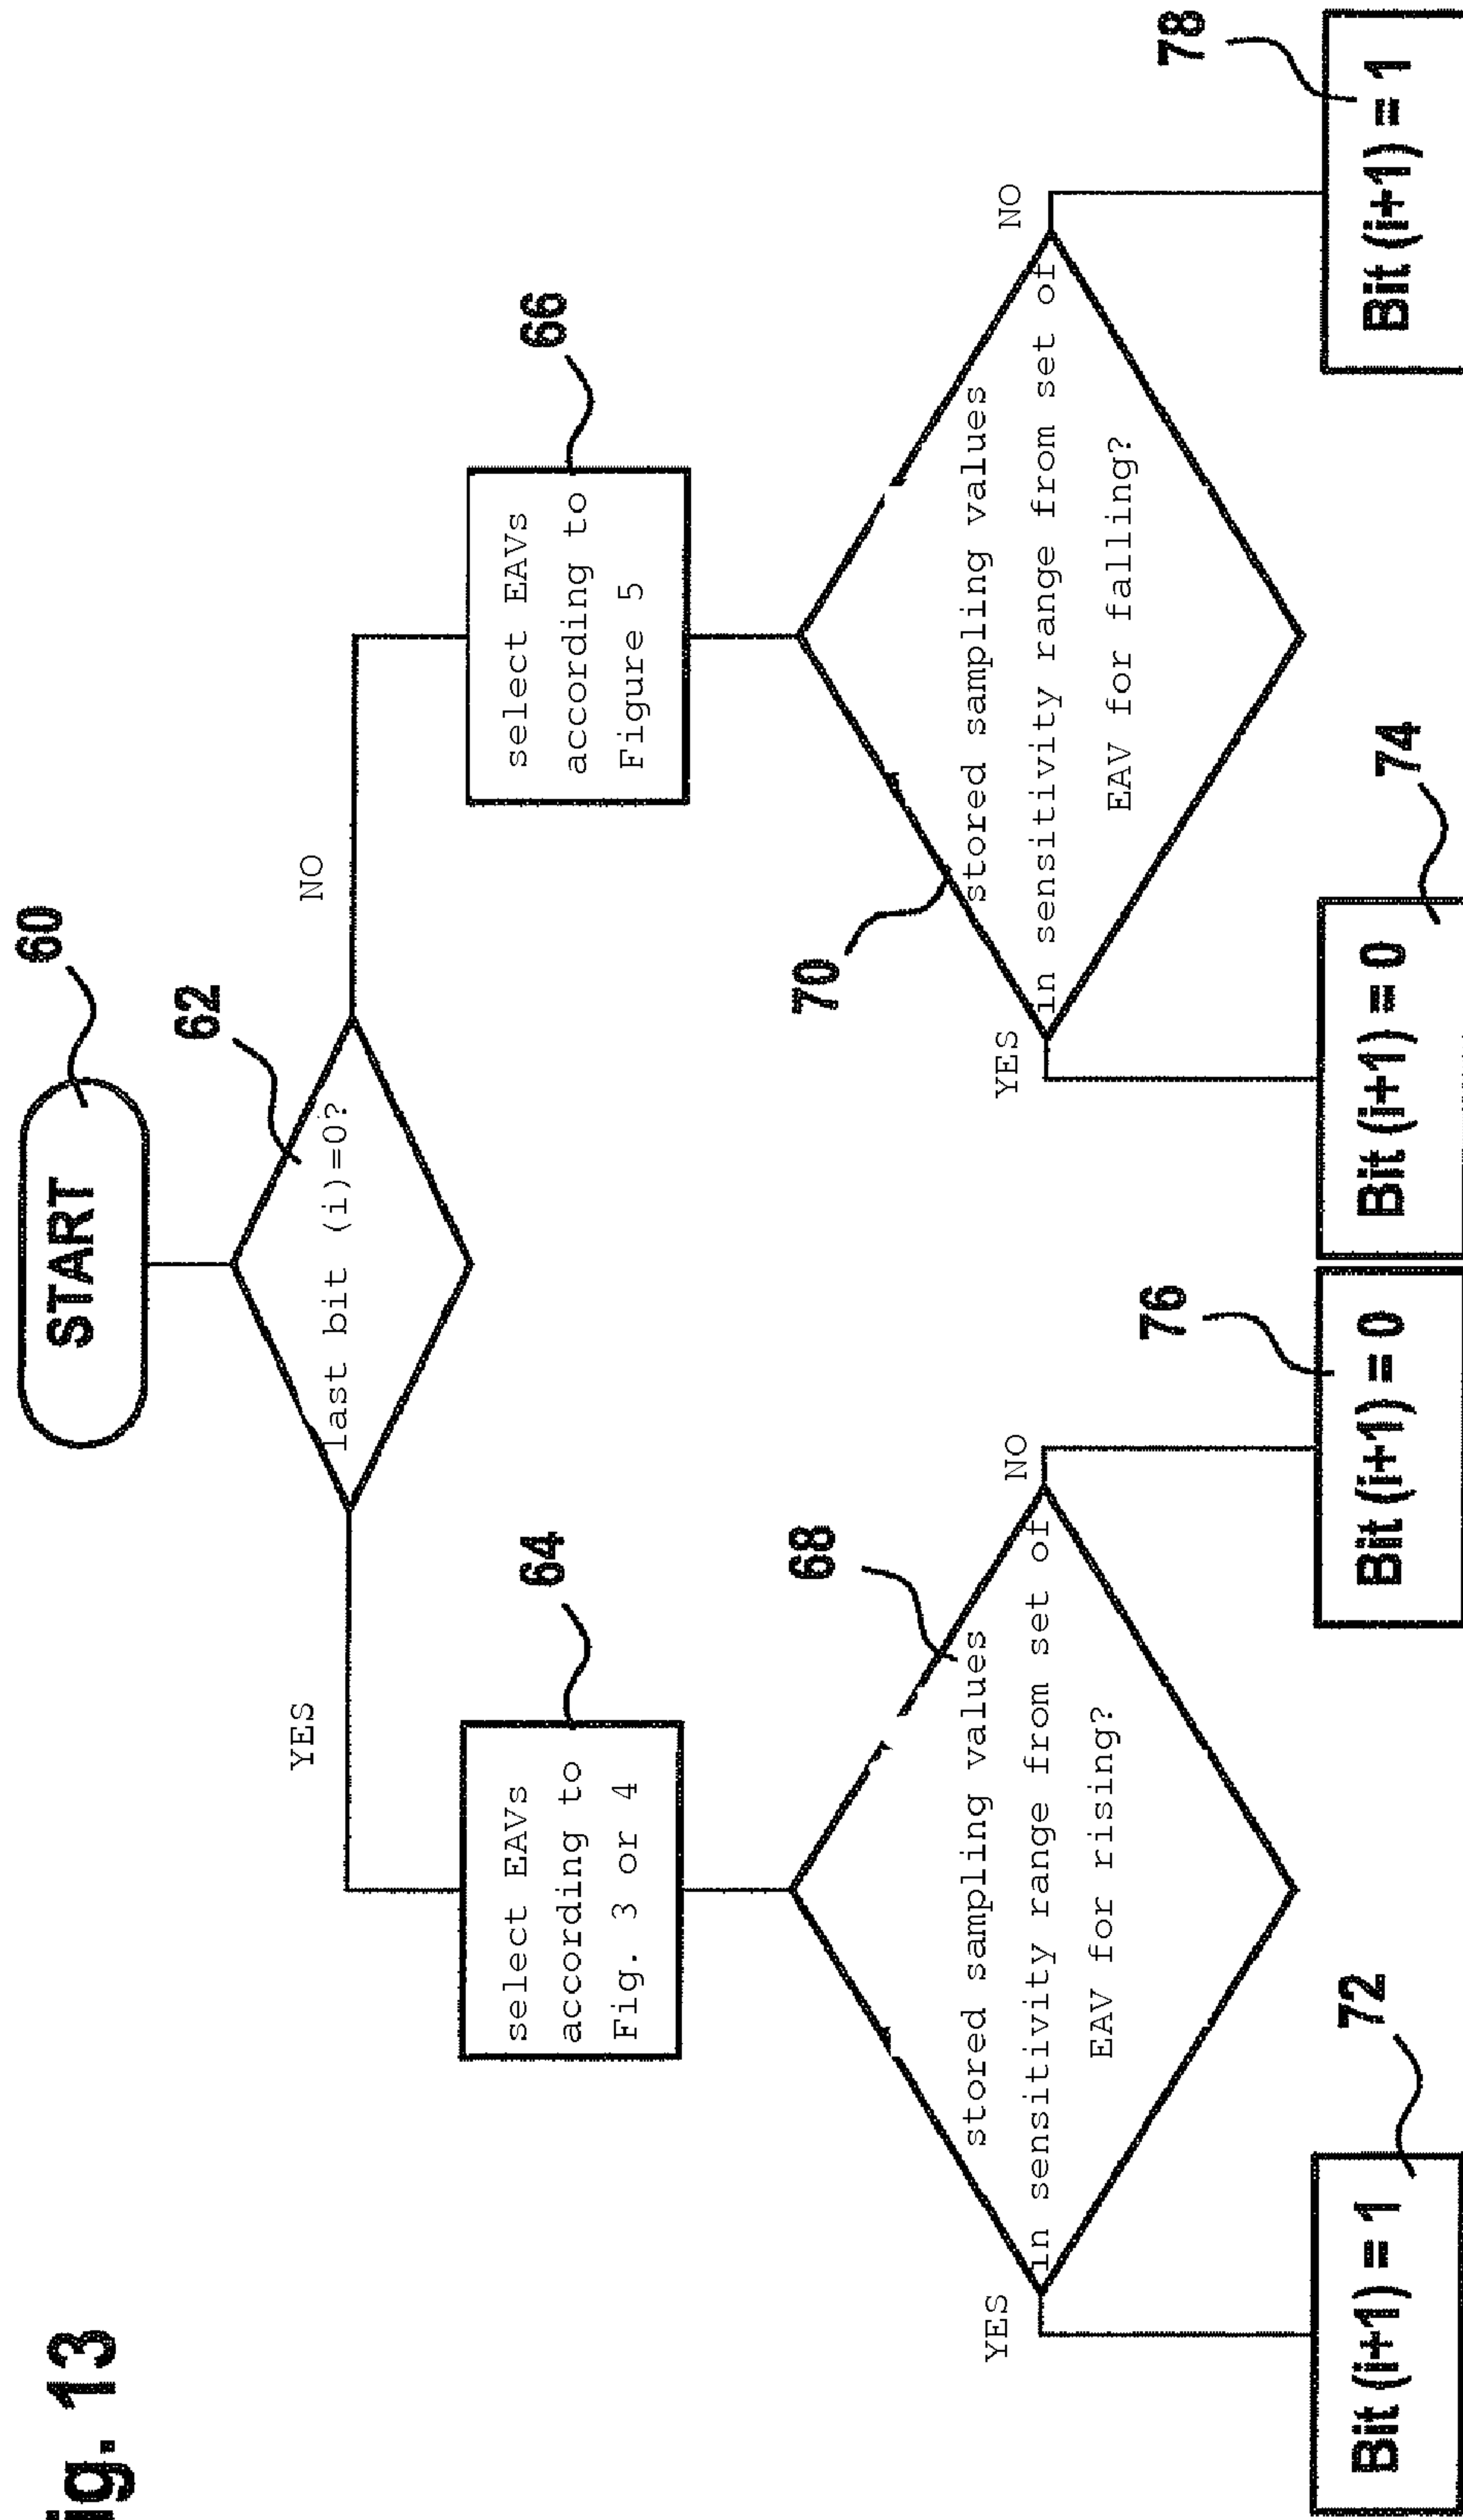 ig. 13
START
60
last bit (i)=0?
62
YES
NO
select EAVs
according to
Fig. 3 or 4
64
select EAVs
according to
Figure 5
66
stored sampling values
in sensitivity range from set of
EAV for rising?
68
YES
NO
70
stored sampling values
in sensitivity range from set of
EAV for falling?
YES
NO
Bit (i+1) = 1
72
Bit (i+1) = 0
76
Bit (i+1) = 0
74
Bit (i+1) = 1
78